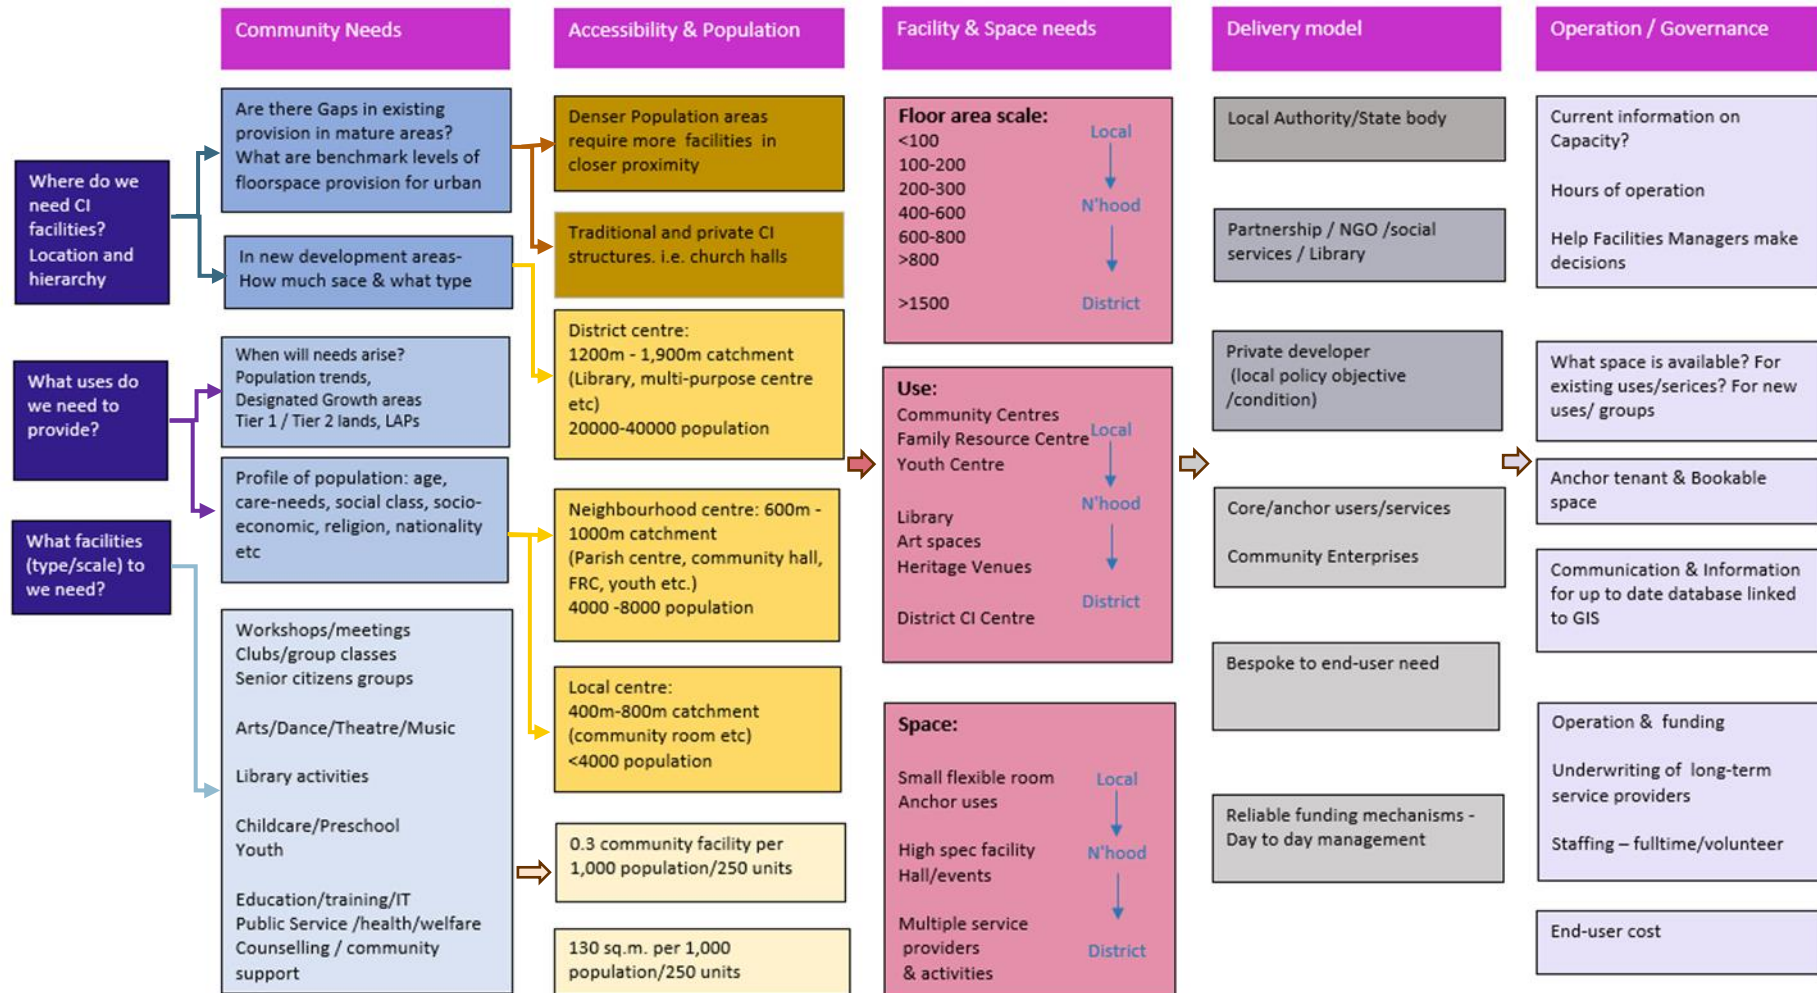 Community Needs
Accessibility & Population
Facility & Space needs
Delivery model
Operation / Governance
Where do we
need CI
facilities?
Location and
hierarchy
What uses do
we need to
provide?
What facilities
(type/scale) to
we need?
Are there Gaps in existing
provision in mature areas?
What are benchmark levels of
floorspace provision for urban
In new development areas-
How much sace & what type
When will needs arise?
Population trends,
Designated Growth areas
Tier 1 / Tier 2 lands, LAPs
Profile of population: age,
care-needs, social class, socio-
economic, religion, nationality
etc
Workshops/meetings
Clubs/group classes
Senior citizens groups
Arts/Dance/Theatre/Music
Library activities
Childcare/Preschool
Youth
Education/training/IT
Public Service /health/welfare
Counselling / community
support
Denser Population areas
require more facilities in
closer proximity
Traditional and private CI
structures. i.e. church halls
District centre:
1200m - 1,900m catchment
(Library, multi-purpose centre
etc)
20000-40000 population
Neighbourhood centre: 600m -
1000m catchment
(Parish centre, community hall,
FRC, youth etc.)
4000 -8000 population
Local centre:
400m-800m catchment
(community room etc)
<4000 population
0.3 community facility per
1,000 population/250 units
130 sq.m. per 1,000
population/250 units
Floor area scale:
<100
100-200
200-300
400-600
600-800
>800
>1500
Local
N'hood
District
Use:
Community Centres
Family Resource Centre
Youth Centre
Library
Art spaces
Heritage Venues
District CI Centre
Local
N'hood
District
Space:
Small flexible room
Anchor uses
High spec facility
Hall/events
Multiple service
providers
& activities
Local
N'hood
District
Local Authority/State body
Partnership / NGO /social
services / Library
Private developer
(local policy objective
/condition)
Core/anchor users/services
Community Enterprises
Bespoke to end-user need
Reliable funding mechanisms -
Day to day management
Current information on
Capacity?
Hours of operation
Help Facilities Managers make
decisions
What space is available? For
existing uses/serices? For new
uses/ groups
Anchor tenant & Bookable
space
Communication & Information
for up to date database linked
to GIS
Operation & funding
Underwriting of long-term
service providers
Staffing – fulltime/volunteer
End-user cost